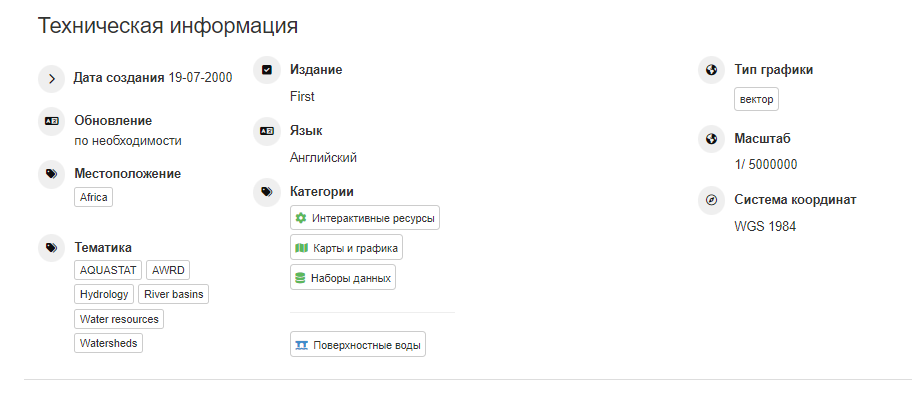 Техническая информация
Дата создания 19-07-2000
Обновление
по необходимости
Местоположение
Africa
Тематика
AQUASTAT AWRD
Hydrology River basins
Water resources
Watersheds
Издание
First
Язык
Английский
Категории
Интерактивные ресурсы
Карты и графика
Наборы данных
Поверхностные воды
Тип графики
вектор
Масштаб
1/ 5000000
Система координат
WGS 1984